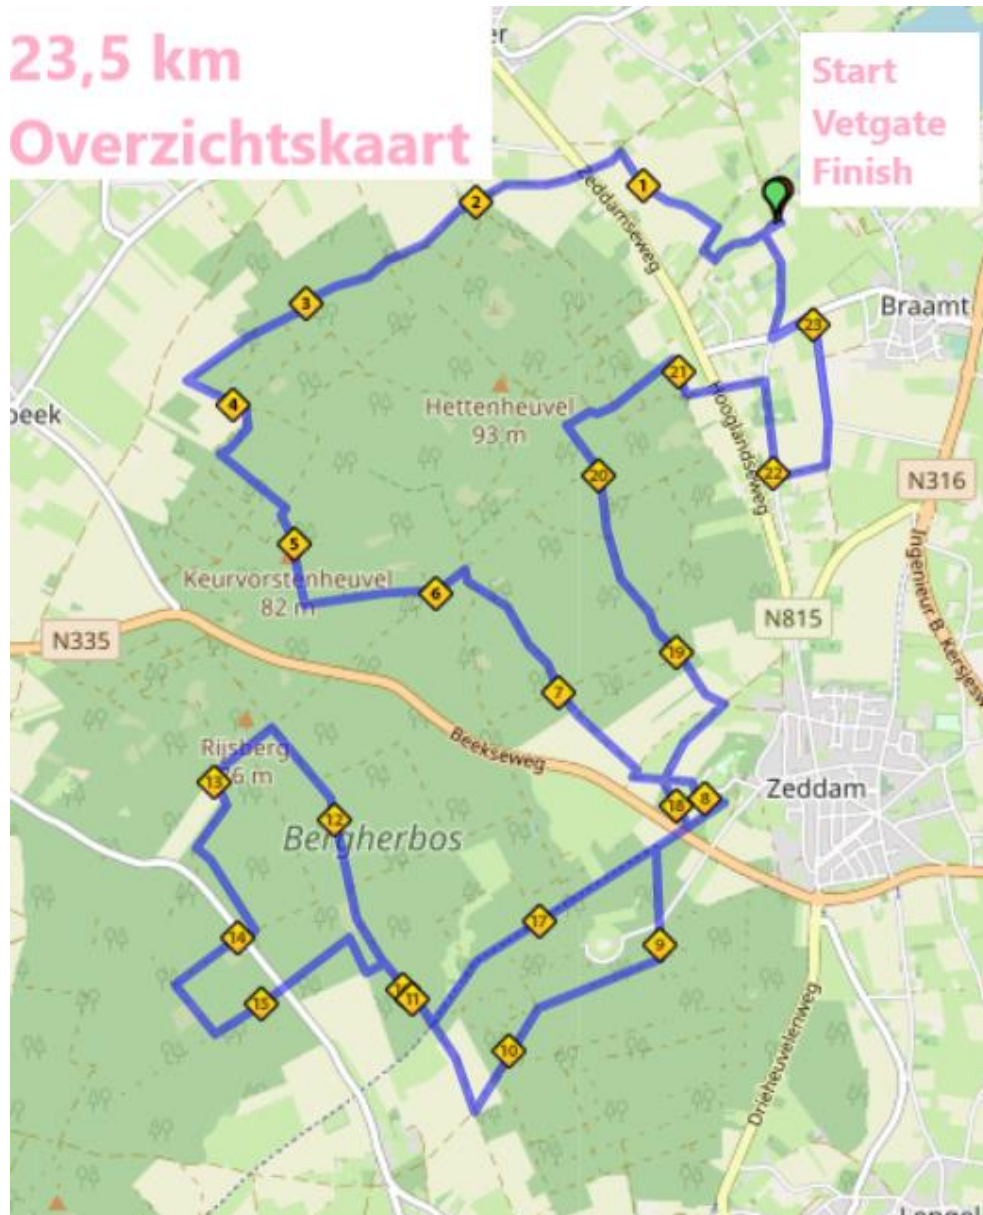 23,5 km
Overzichtskaart
Start
Vetgate
Finish
Zeddamseweg
1
2
3
4
5
6
7
8
9
10
11
12
13
14
15
17
18
19
20
21
22
23
Braamt
Hettenheuvel
93 m
Hooglandseweg
N316
Keurvorstenheuvel
82 m
Ingenieur B. Kersjesw
N815
N335
Beekseweg
Rijsberg
Zeddam
Bergherbos
Drieheuvelenweg